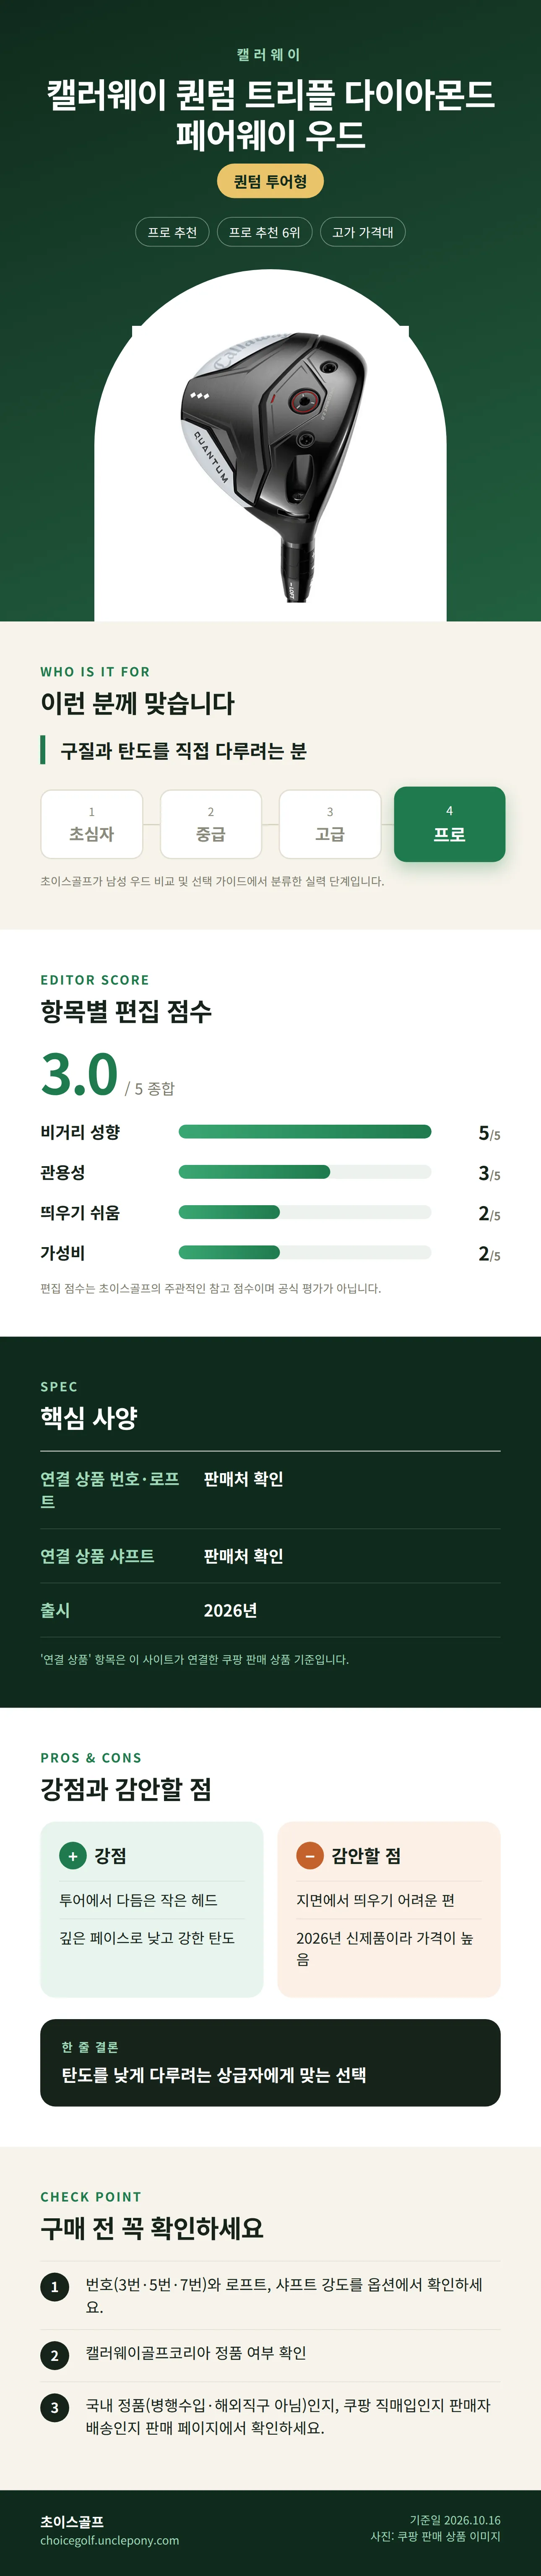 캘러웨이
캘러웨이 퀀텀 트리플 다이아몬드
페어웨이 우드
퀀텀 투어형
프로 추천
프로 추천 6위
고가 가격대
Callaway
QUANTUM
WHO IS IT FOR
이런 분께 맞습니다
구질과 탄도를 직접 다루려는 분
1
초심자
2
중급
3
고급
4
프로
초이스골프가 남성 우드 비교 및 선택 가이드에서 분류한 실력 단계입니다.
EDITOR SCORE
항목별 편집 점수
3.0 / 5 종합
비거리 성향 5/5
관용성 3/5
띄우기 쉬움 2/5
가성비 2/5
편집 점수는 초이스골프의 주관적인 참고 점수이며 공식 평가가 아닙니다.
SPEC
핵심 사양
연결 상품 번호·로프 판매처 확인
트
연결 상품 샤프트 판매처 확인
출시 2026년
'연결 상품' 항목은 이 사이트가 연결한 쿠팡 판매 상품 기준입니다.
PROS & CONS
강점과 감안할 점
+ 강점
투어에서 다듬은 작은 헤드
깊은 페이스로 낮고 강한 탄도
− 감안할 점
지면에서 띄우기 어려운 편
2026년 신제품이라 가격이 높
음
한 줄 결론
탄도를 낮게 다루려는 상급자에게 맞는 선택
CHECK POINT
구매 전 꼭 확인하세요
1 번호(3번·5번·7번)와 로프트, 샤프트 강도를 옵션에서 확인하세
요.
2 캘러웨이골프코리아 정품 여부 확인
3 국내 정품(병행수입·해외직구 아님)인지, 쿠팡 직매입인지 판매자
배송인지 판매 페이지에서 확인하세요.
초이스골프
choicegolf.unclepony.com
기준일 2026.10.16
사진: 쿠팡 판매 상품 이미지